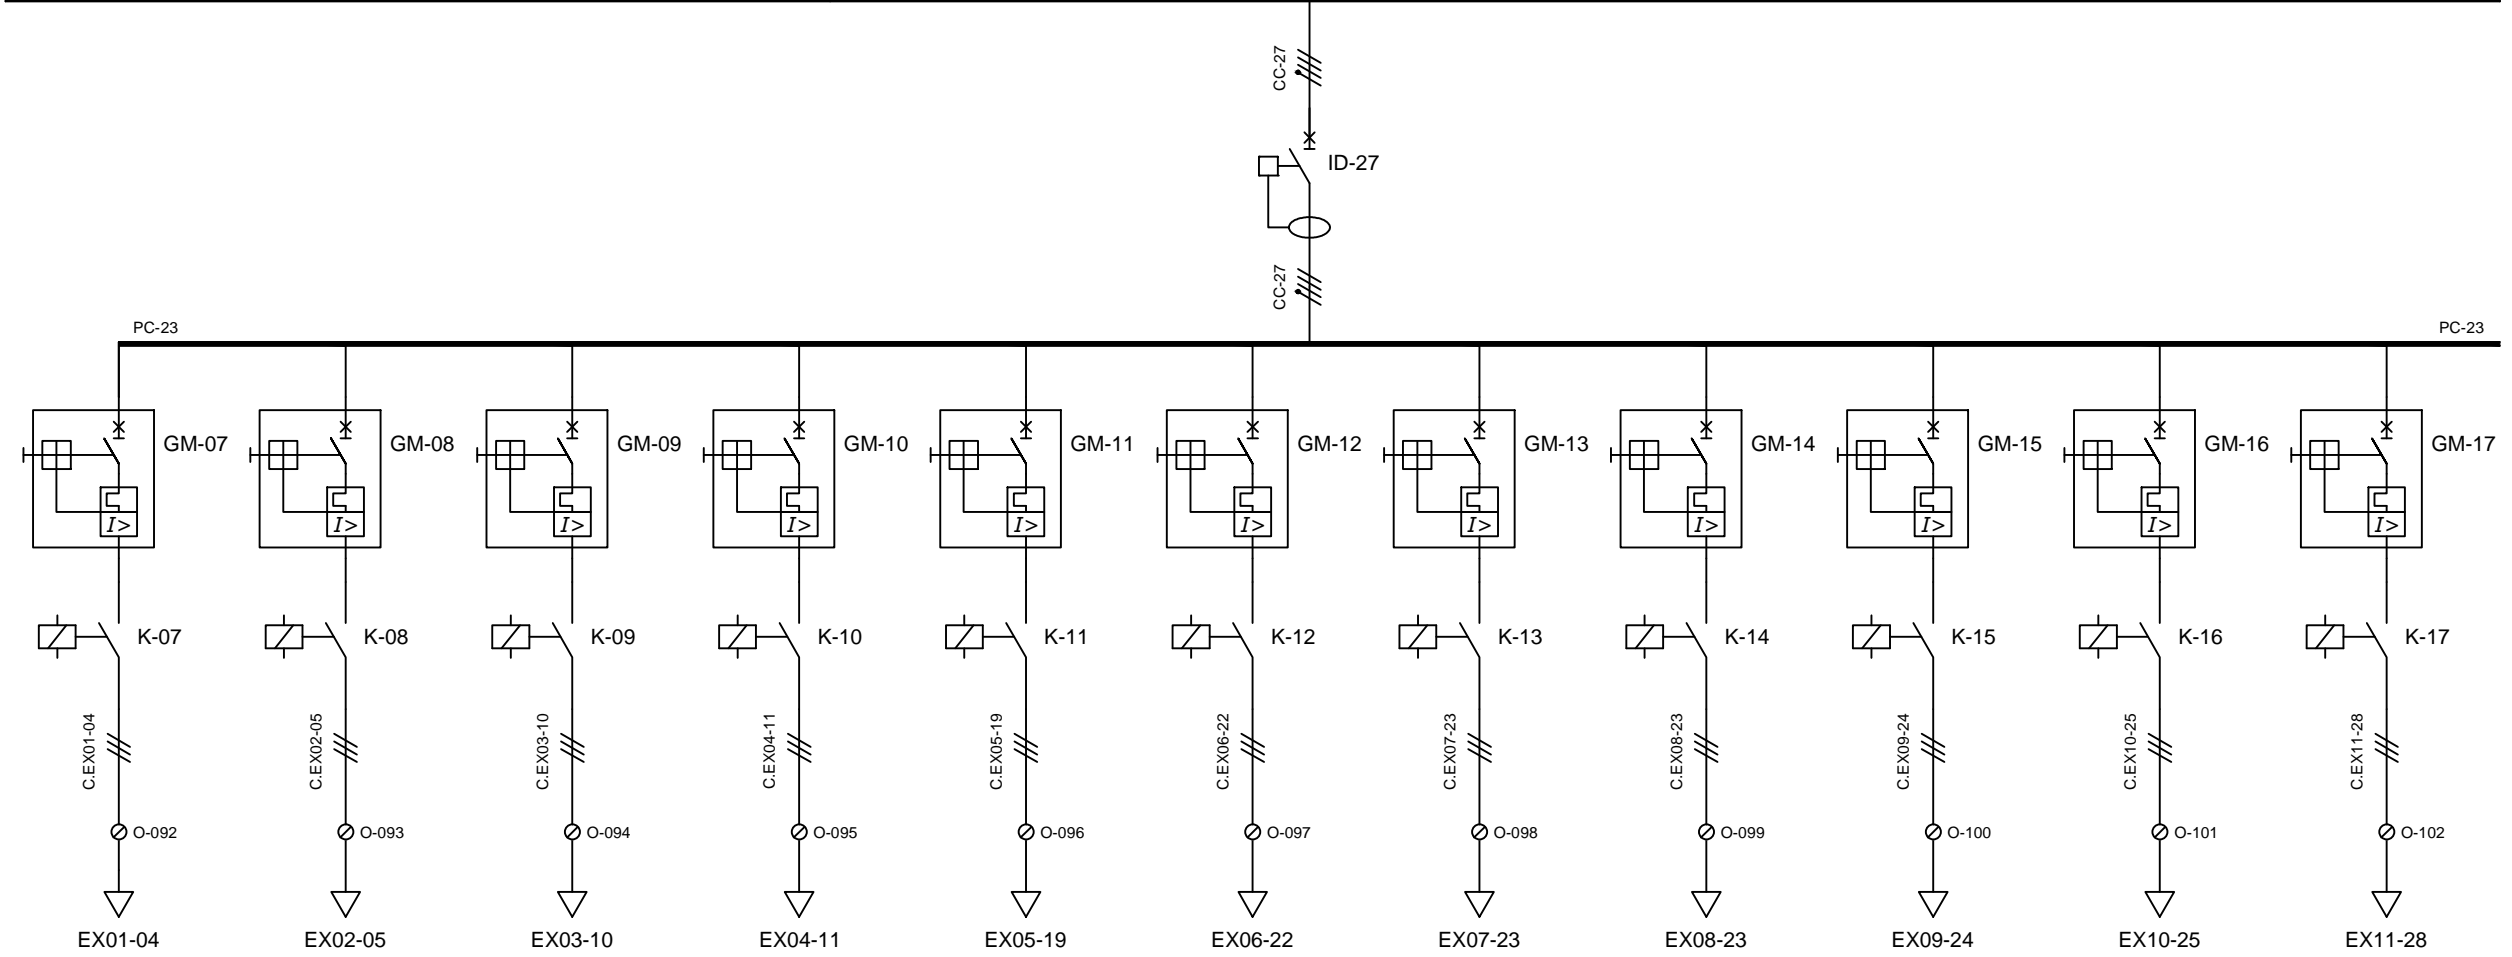 CC-27
ID-27
CC-27
PC-23 PC-23
GM-07 GM-08 GM-09 GM-10 GM-11 GM-12 GM-13 GM-14 GM-15 GM-16 GM-17
I> I> I> I> I> I> I> I> I> I> I>
K-07 K-08 K-09 K-10 K-11 K-12 K-13 K-14 K-15 K-16 K-17
C.EX01-04 C.EX02-05 C.EX03-10 C.EX04-11 C.EX05-19 C.EX06-22 C.EX07-23 C.EX08-23 C.EX09-24 C.EX10-25 C.EX11-28
O-092 O-093 O-094 O-095 O-096 O-097 O-098 O-099 O-100 O-101 O-102
EX01-04 EX02-05 EX03-10 EX04-11 EX05-19 EX06-22 EX07-23 EX08-23 EX09-24 EX10-25 EX11-28